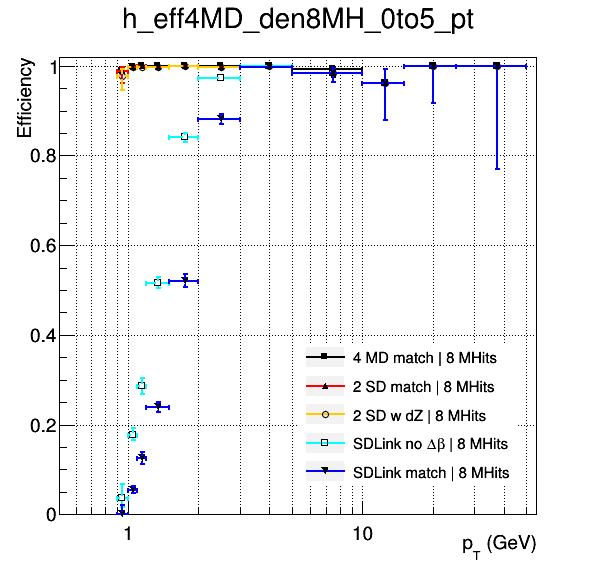 h_eff4MD_den8MH_0to5_pt
Efficiency
1
0.8
0.6
0.4
0.2
0
4 MD match | 8 MHits
2 SD match | 8 MHits
2 SD w dZ | 8 MHits
SDLink no Δβ | 8 MHits
SDLink match | 8 MHits
1
10
p_T (GeV)